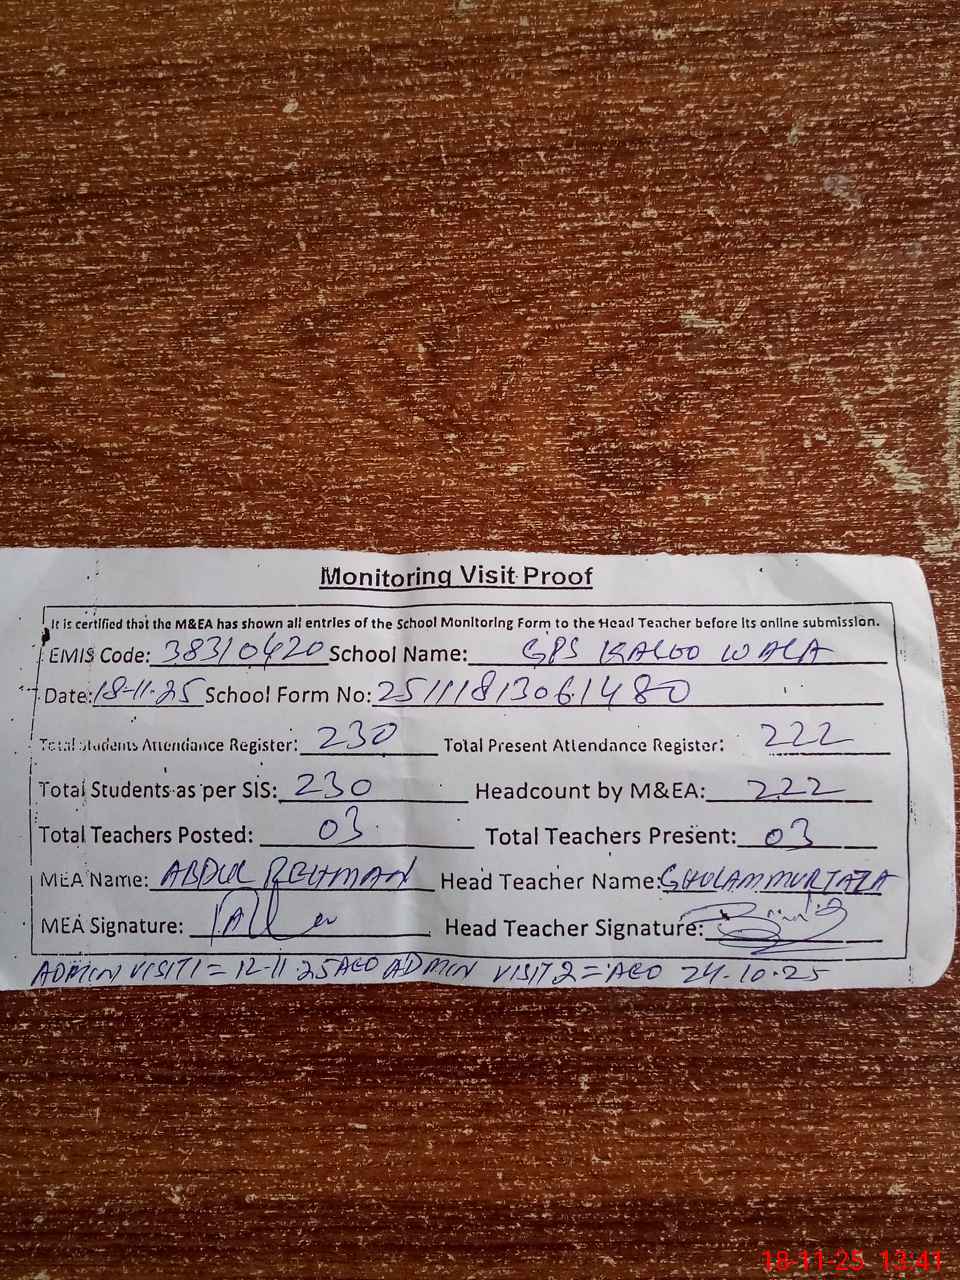 Monitoring Visit Proof
It is certified that the M&EA has shown all entries of the School Monitoring Form to the Head Teacher before its online submission.
EMIS Code: 38310420 School Name: GPS KALOO WALA
Date: 18-11-25 School Form No: 25111813061480
Total Students Attendance Register: 230 Total Present Attendance Register: 222
Total Students as per SIS: 230 Headcount by M&EA: 222
Total Teachers Posted: 03 Total Teachers Present: 03
MEA Name: ABDUL REHMAN Head Teacher Name: GHULAM MURTAZA
MEA Signature: Head Teacher Signature:
ADMIN VISIT1 = 12-11 25 AEO ADMIN VISIT 2 = AEO 24-10-25
18-11-25 13:41